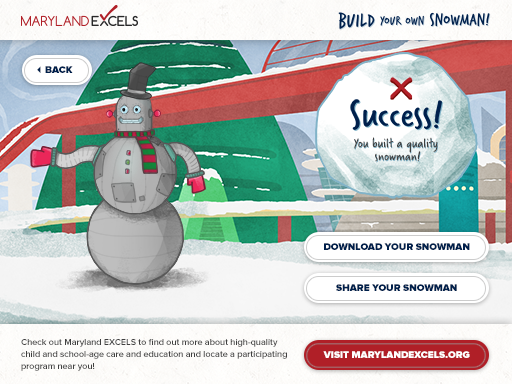 MARYLAND EXCELS
BUILD YOUR OWN SNOWMAN!
BACK
Success!
You built a quality
snowman!
DOWNLOAD YOUR SNOWMAN
SHARE YOUR SNOWMAN
Check out Maryland EXCELS to find out more about high-quality
child and school-age care and education and locate a participating
program near you!
VISIT MARYLANDEXCELS.ORG